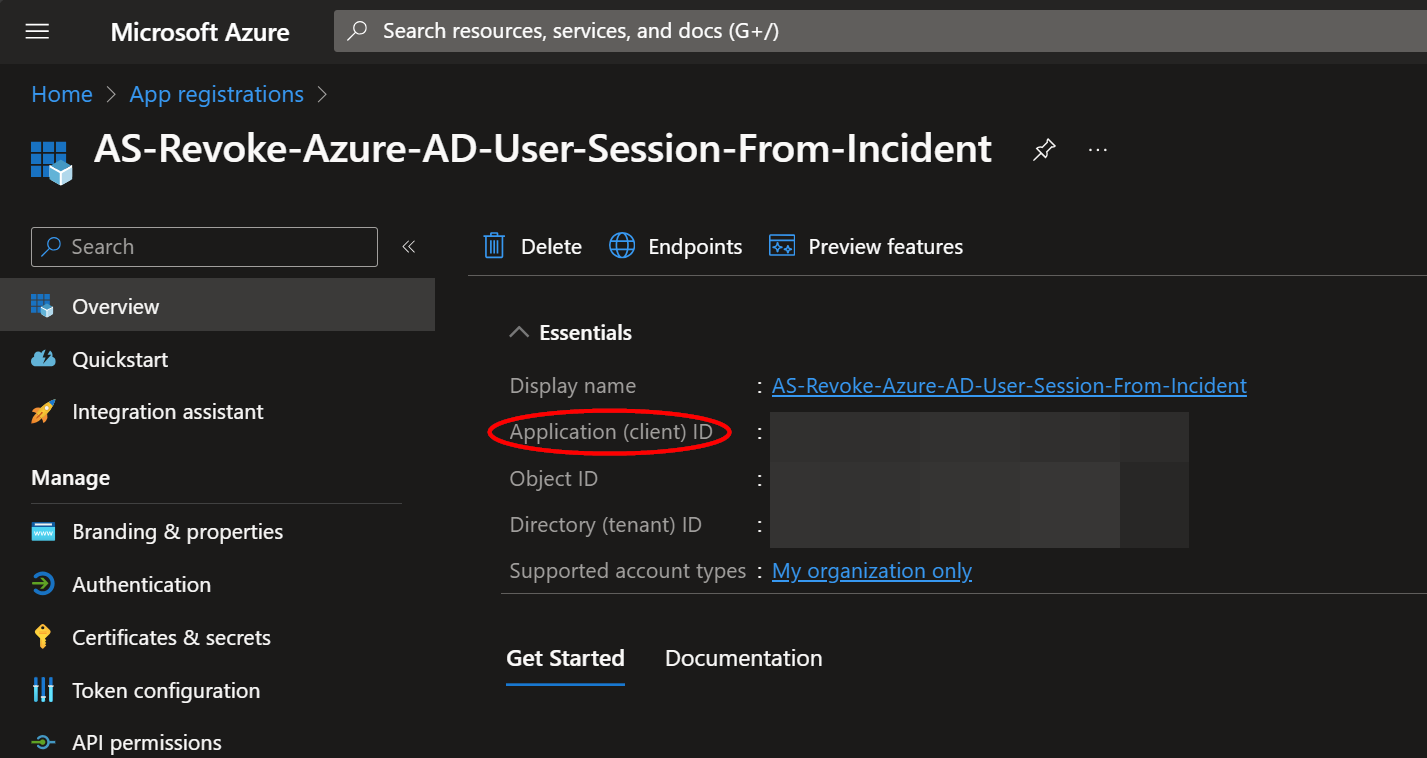 Microsoft Azure
Search resources, services, and docs (G+/)
Home > App registrations >
AS-Revoke-Azure-AD-User-Session-From-Incident
Search
Delete
Endpoints
Preview features
Overview
Quickstart
Integration assistant
Manage
Branding & properties
Authentication
Certificates & secrets
Token configuration
API permissions
Essentials
Display name : AS-Revoke-Azure-AD-User-Session-From-Incident
Application (client) ID :
Object ID :
Directory (tenant) ID :
Supported account types : My organization only
Get Started
Documentation